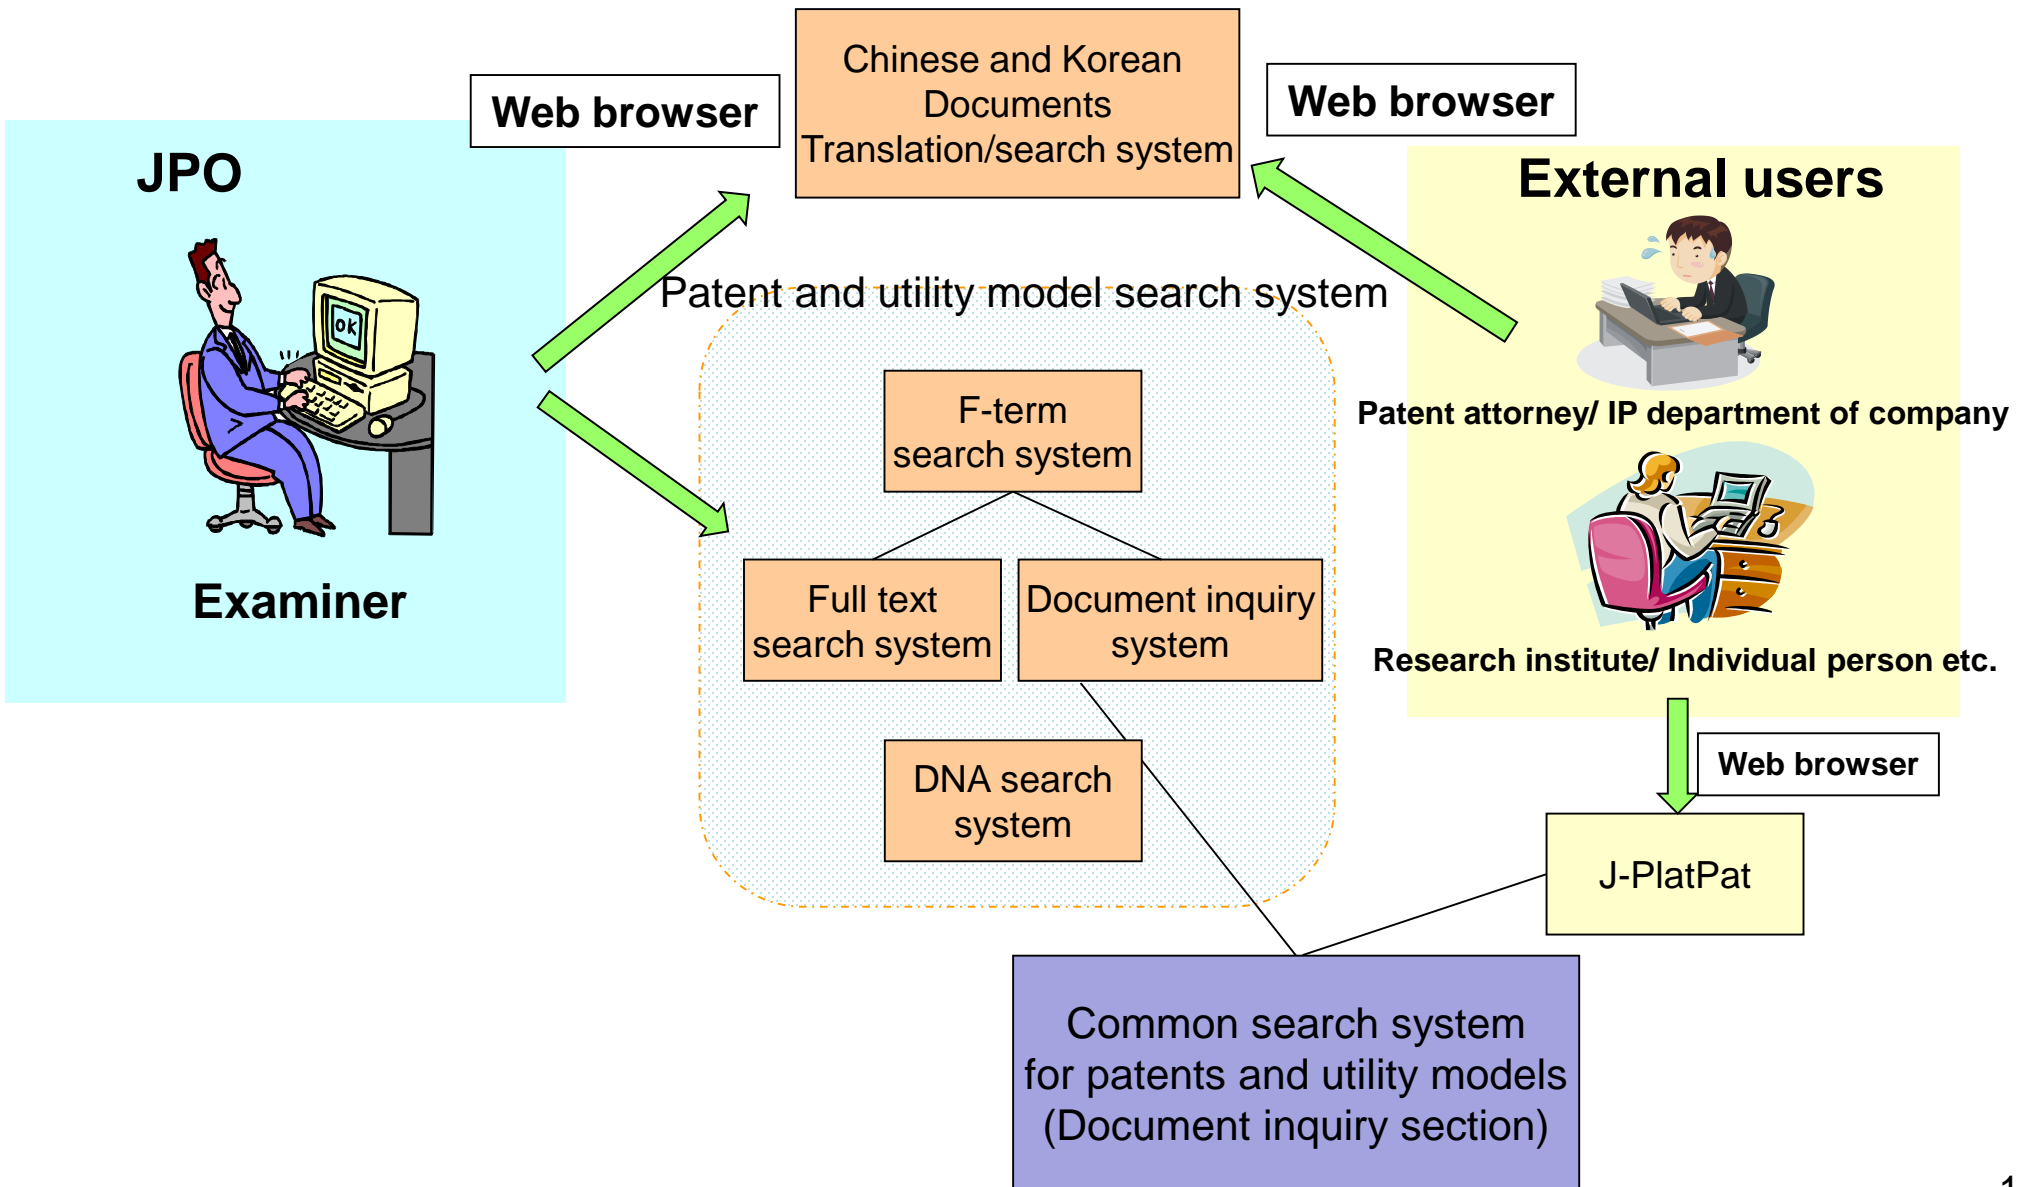 Chinese and Korean
Documents
Translation/search system
Web browser
Web browser
JPO
External users
Patent and utility model search system
OK
F-term
search system
Patent attorney/ IP department of company
Examiner
Full text
search system
Document inquiry
system
Research institute/ Individual person etc.
Web browser
DNA search
system
J-PlatPat
Common search system
for patents and utility models
(Document inquiry section)
1